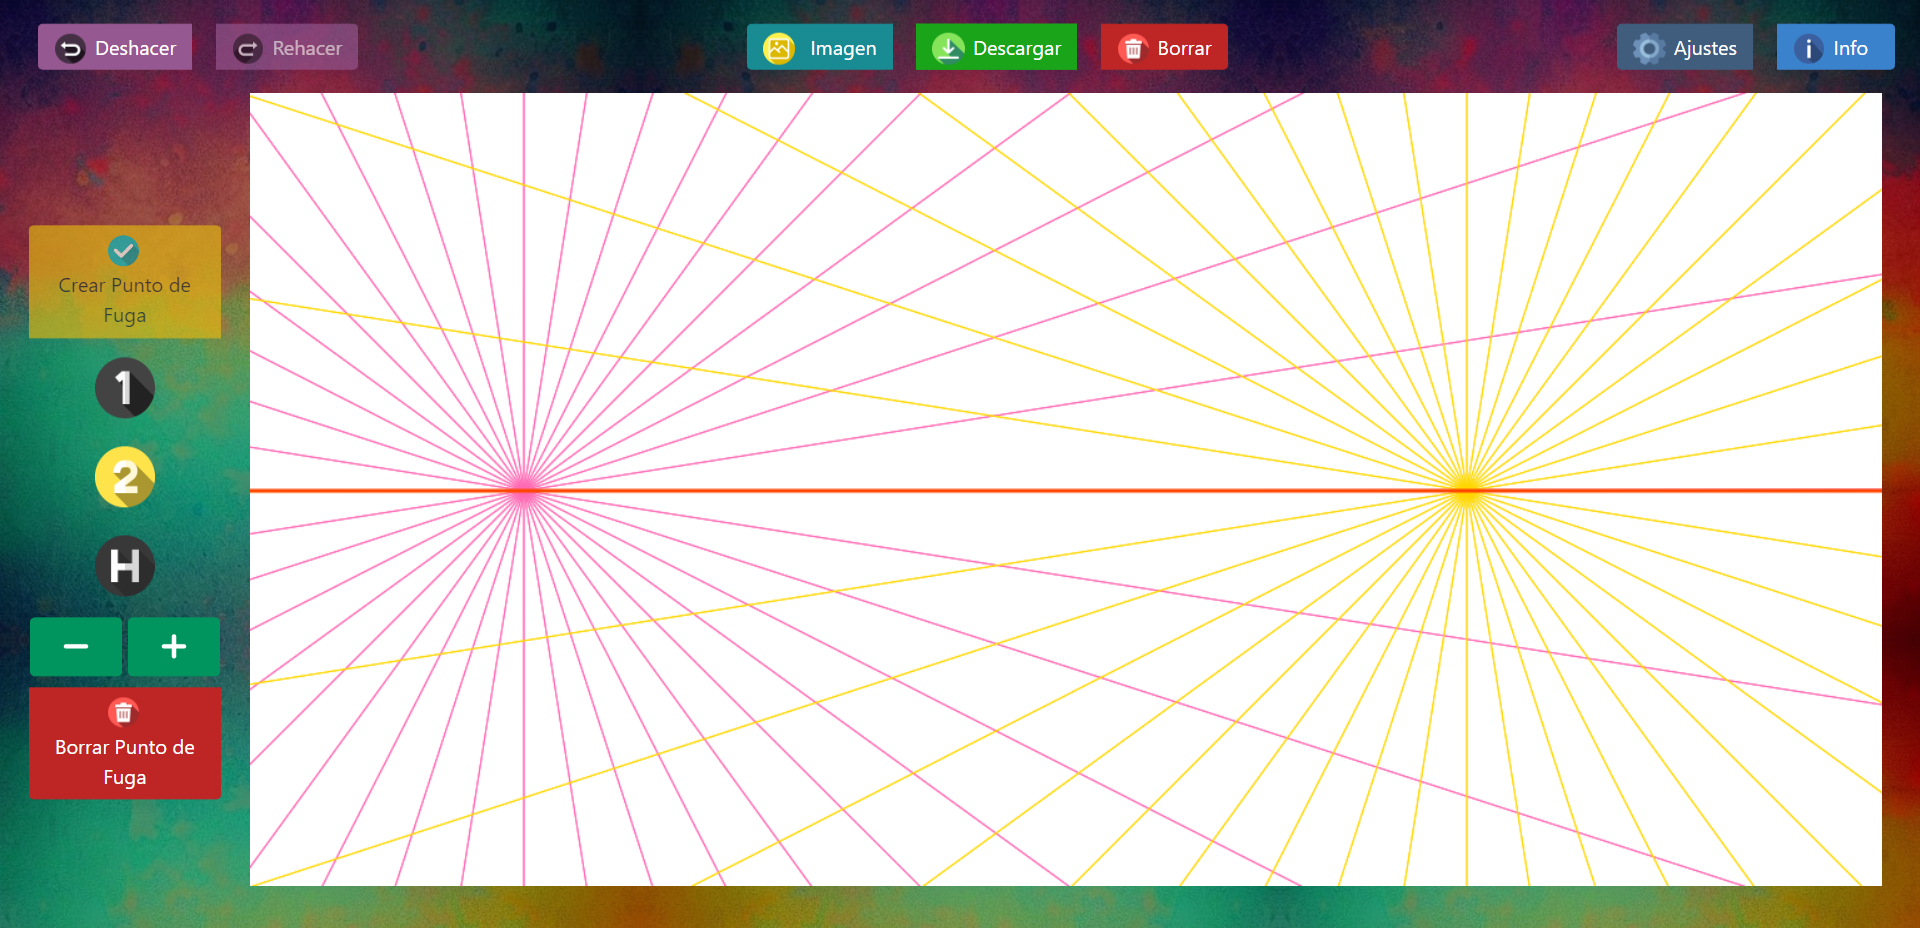 Deshacer
Rehacer
Imagen
Descargar
Borrar
Ajustes
Info
Crear Punto de
Fuga
1
2
H
Borrar Punto de
Fuga